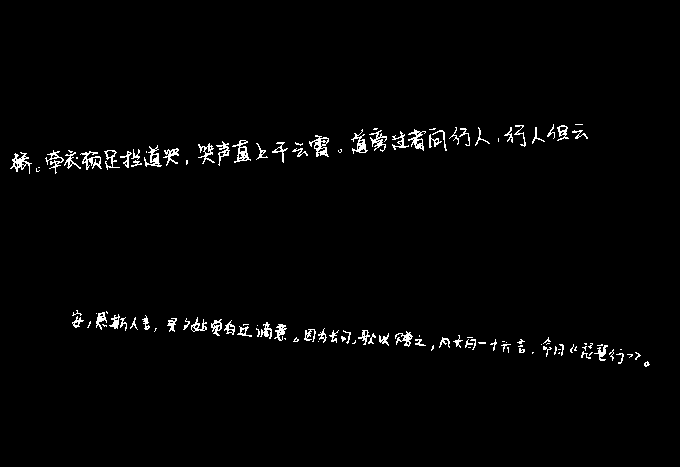 桥。牵衣顿足拦道哭，哭声直上干云霄。道旁过者问行人，行人但云
安，感斯人言，是夕始觉有迁谪意。因为长句，歌以赠之，凡六百一十六言，命曰《琵琶行》。